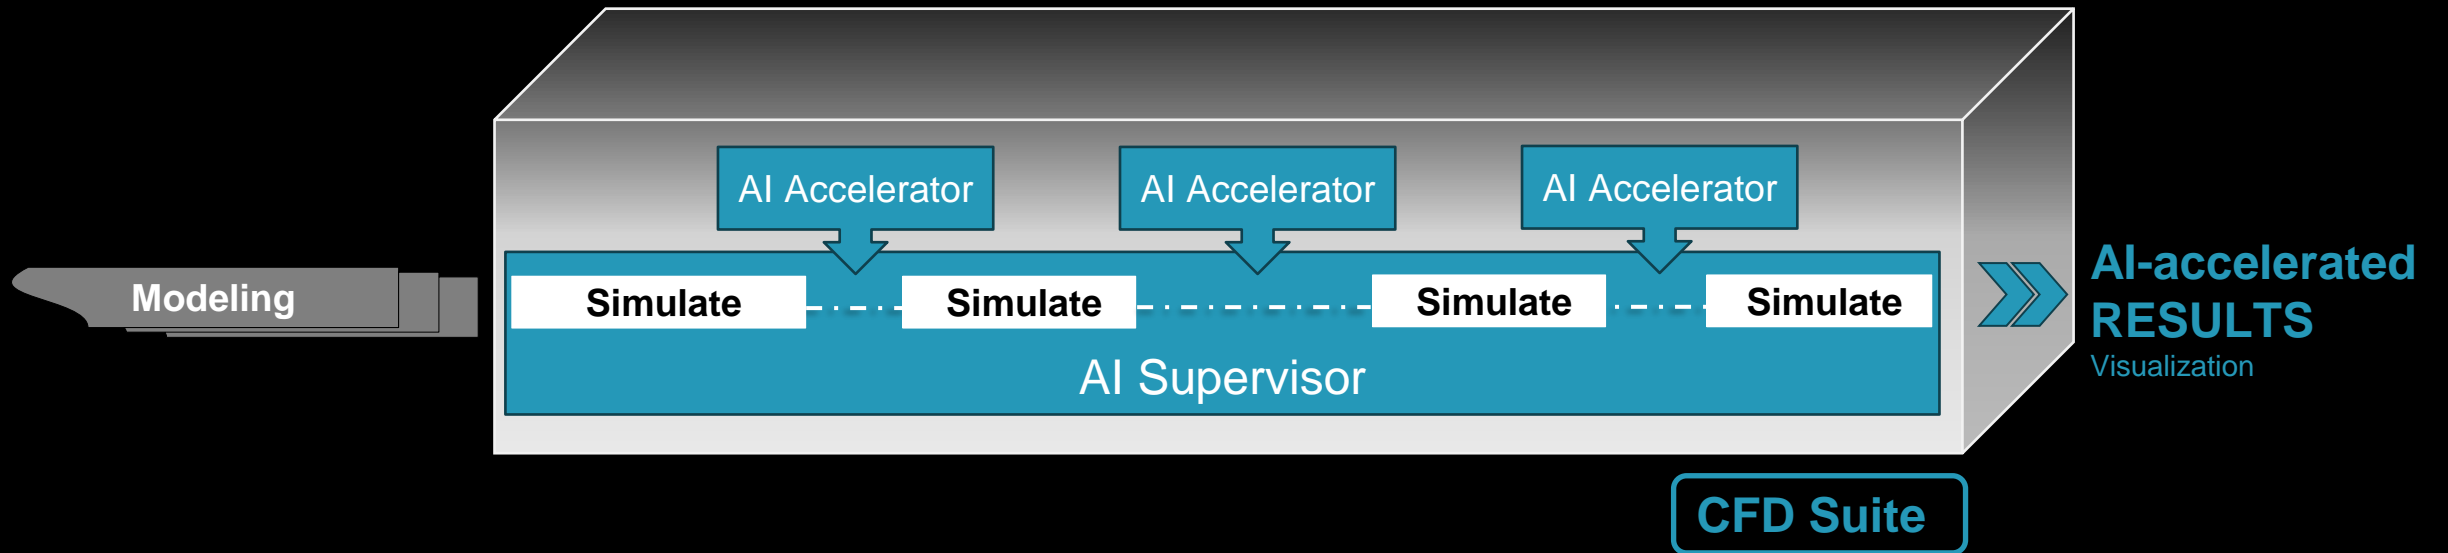 AI Accelerator
AI Accelerator
AI Accelerator
Modeling
Simulate
Simulate
Simulate
Simulate
AI Supervisor
AI-accelerated
RESULTS
Visualization
CFD Suite